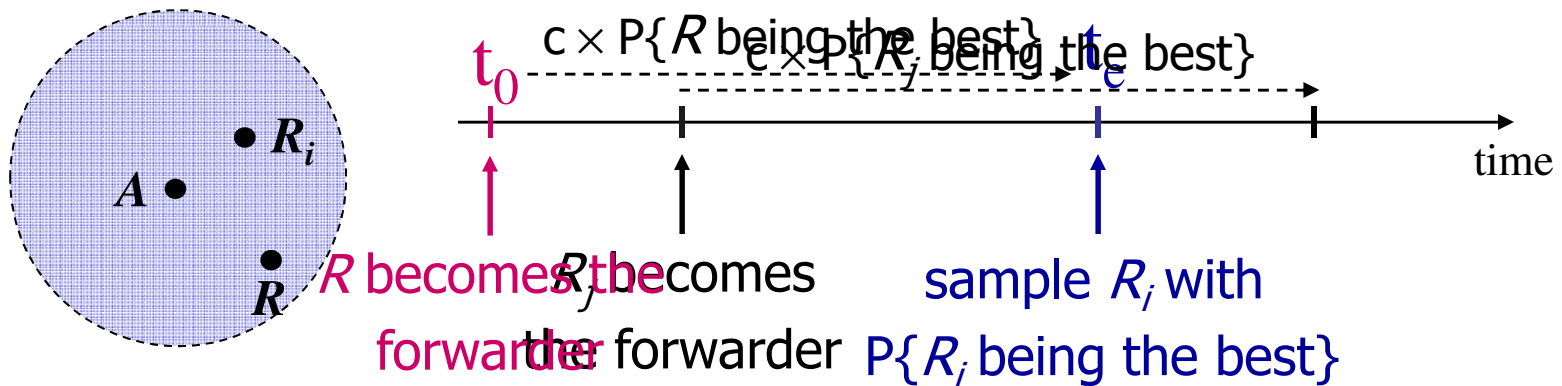 c × P{R being the best}
c × P{Rj being the best}
t0
te
Ri
A
R
time
R becomes the
forwarder
Rj becomes
the forwarder
sample Ri with
P{Ri being the best}